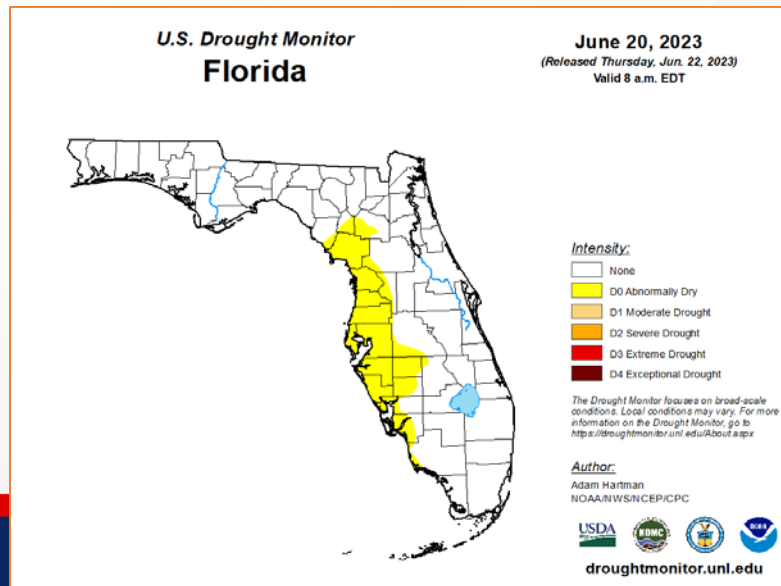 U.S. Drought Monitor
Florida
June 20, 2023
(Released Thursday, Jun. 22, 2023)
Valid 8 a.m. EDT
Intensity:
None
D0 Abnormally Dry
D1 Moderate Drought
D2 Severe Drought
D3 Extreme Drought
D4 Exceptional Drought
The Drought Monitor focuses on broad-scale
conditions. Local conditions may vary. For more
information on the Drought Monitor, go to
https://droughtmonitor.unl.edu/About.aspx
Author:
Adam Hartman
NOAA/NWS/NCEP/CPC
USDA
NDMC
NOAA
droughtmonitor.unl.edu